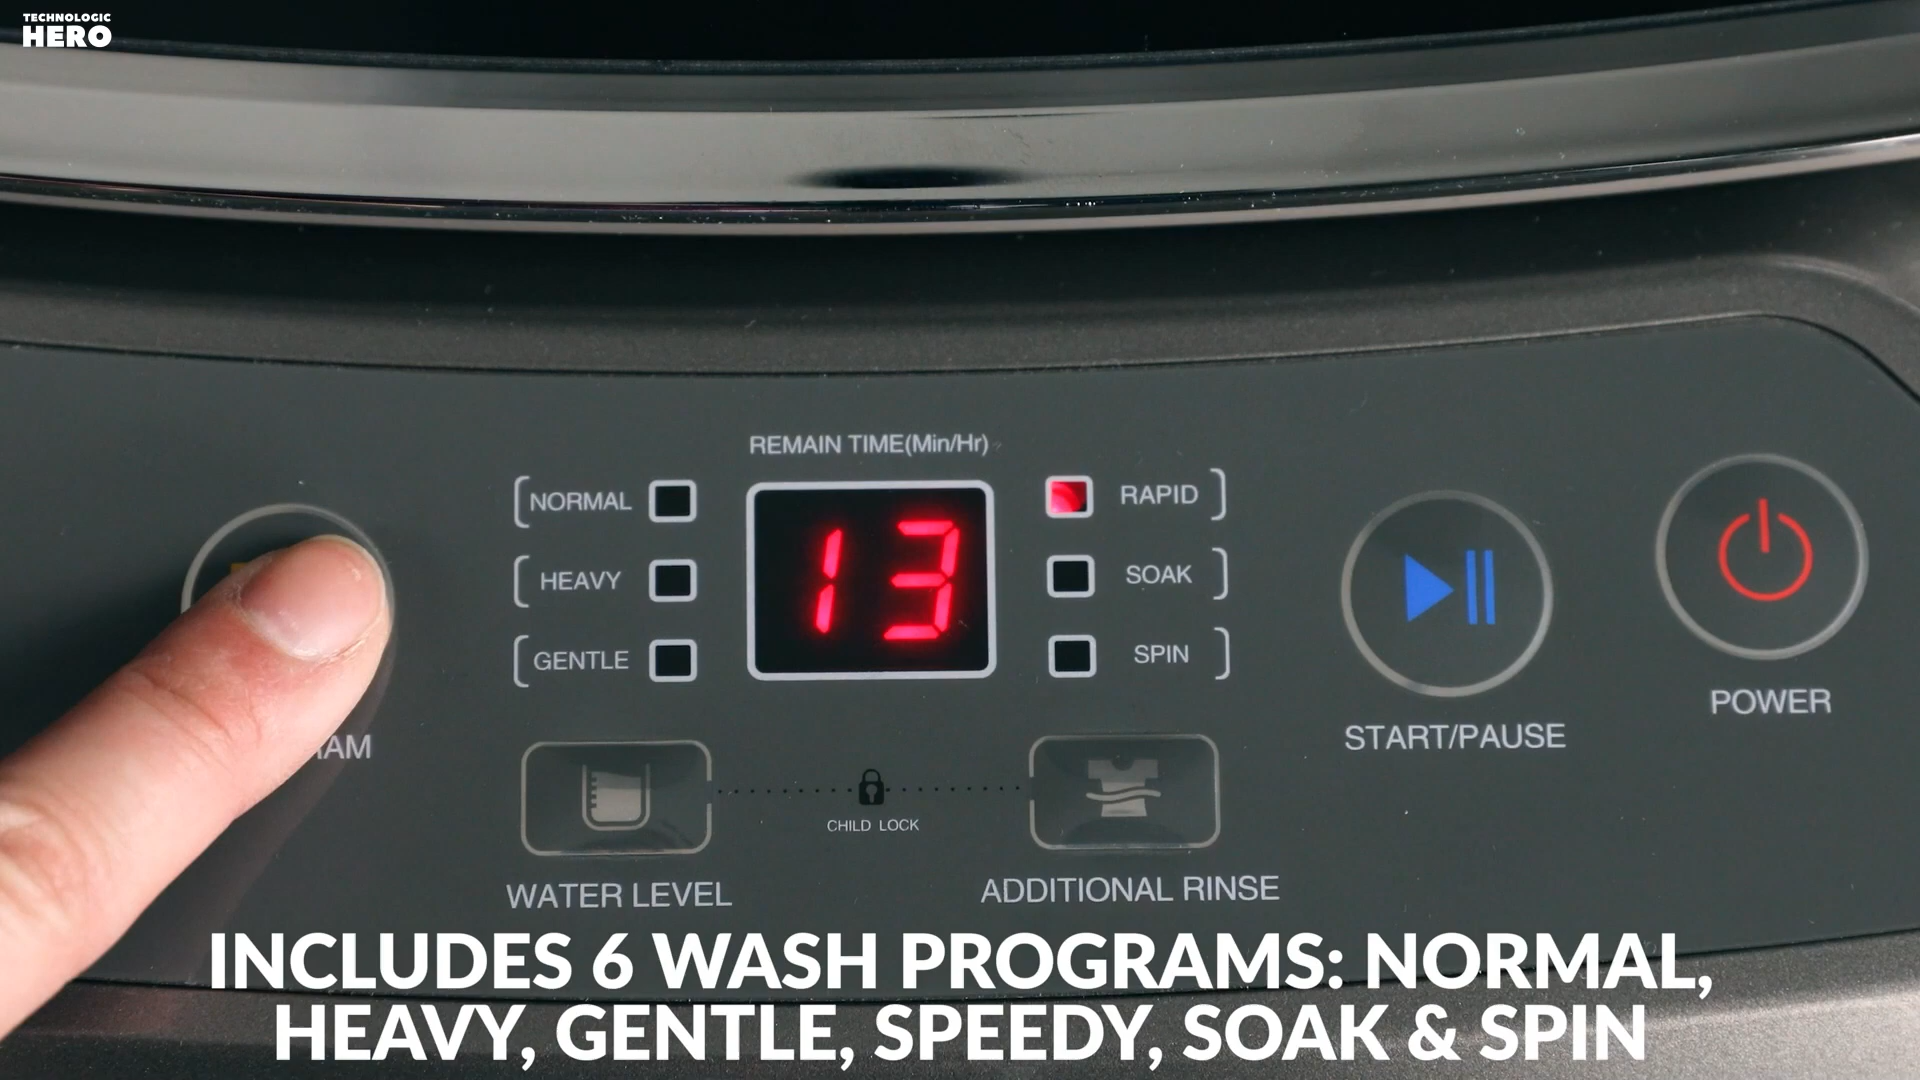 TECHNOLOGIC
HERO
REMAIN TIME(Min/Hr)
NORMAL
RAPID
HEAVY
13
SOAK
GENTLE
SPIN
START/PAUSE
POWER
CHILD LOCK
WATER LEVEL
ADDITIONAL RINSE
INCLUDES 6 WASH PROGRAMS: NORMAL,
HEAVY, GENTLE, SPEEDY, SOAK & SPIN